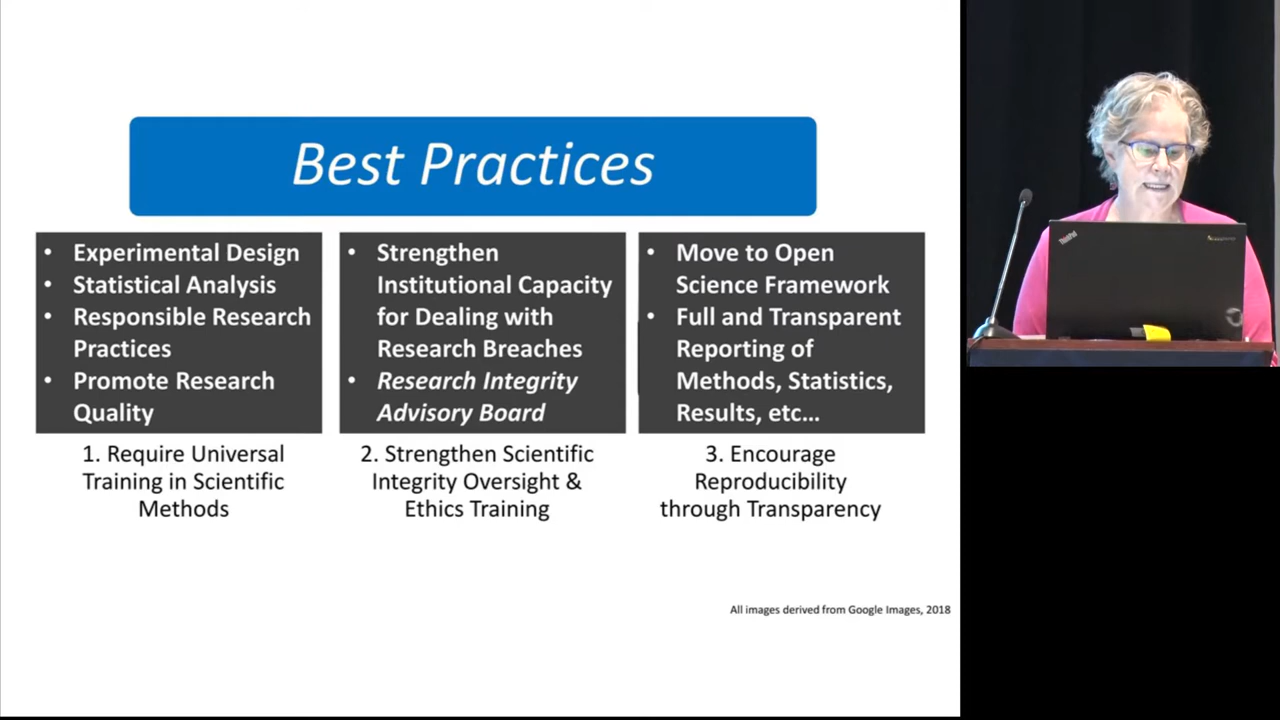 Best Practices
• Experimental Design
• Statistical Analysis
• Responsible Research
Practices
• Promote Research
Quality
1. Require Universal
Training in Scientific
Methods
• Strengthen
Institutional Capacity
for Dealing with
Research Breaches
• Research Integrity
Advisory Board
2. Strengthen Scientific
Integrity Oversight &
Ethics Training
• Move to Open
Science Framework
• Full and Transparent
Reporting of
Methods, Statistics,
Results, etc...
3. Encourage
Reproducibility
through Transparency
All images derived from Google Images, 2018
ThinkPad